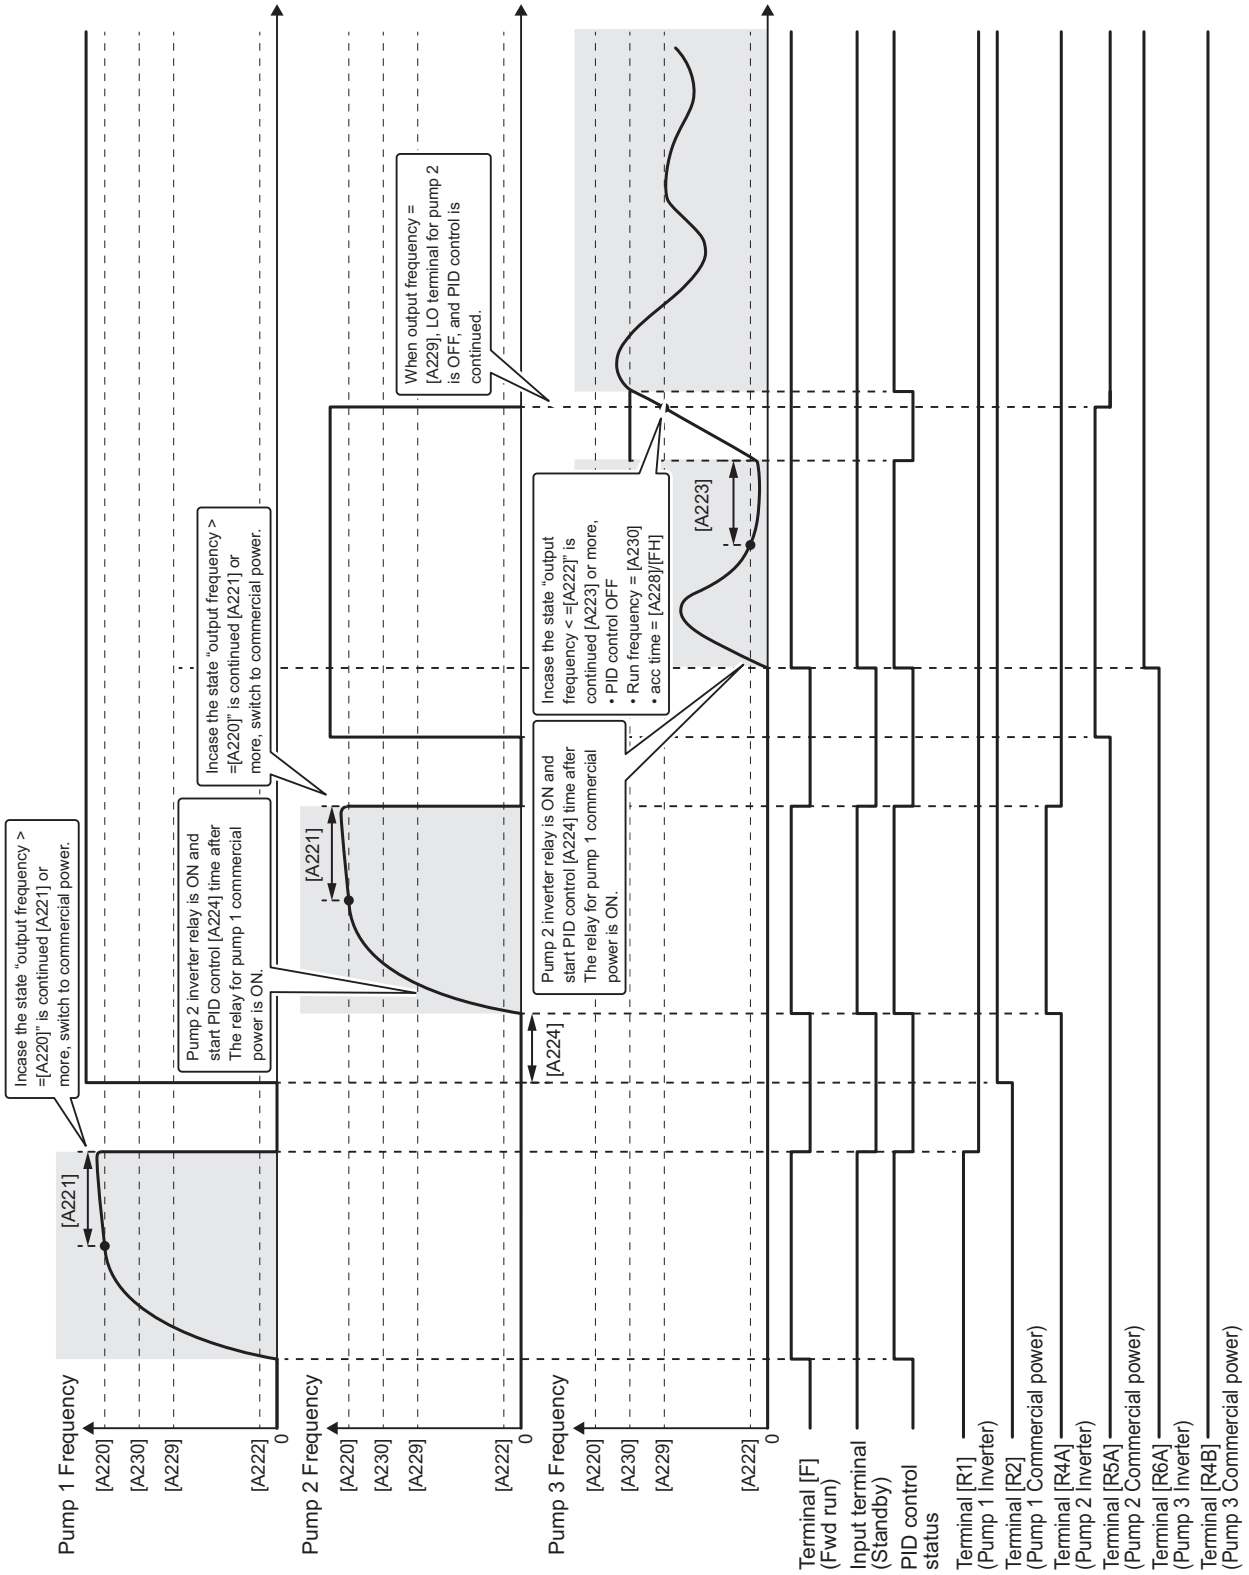 Pump 1 Frequency
[A220]
[A230]
[A229]
[A222]
0
[A221]
Incase the state “output frequency >
=[A220]” is continued [A221] or
more, switch to commercial power.
Pump 2 inverter relay is ON and
start PID control [A224] time after
The relay for pump 1 commercial
power is ON.
Incase the state “output frequency >
=[A220]” is continued [A221] or
more, switch to commercial power.
Pump 2 Frequency
[A220]
[A230]
[A229]
[A222]
0
[A221]
[A224]
When output frequency =
[A229], LO terminal for pump 2
is OFF, and PID control is
continued.
Pump 3 Frequency
[A220]
[A230]
[A229]
[A222]
0
Pump 2 inverter relay is ON and
start PID control [A224] time after
The relay for pump 1 commercial
power is ON.
Incase the state “output
frequency < =[A222]” is
continued [A223] or more,
• PID control OFF
• Run frequency = [A230]
• acc time = [A228]/[FH]
[A223]
Terminal [F]
(Fwd run)
Input terminal
(Standby)
PID control
status
Terminal [R1]
(Pump 1 Inverter)
Terminal [R2]
(Pump 1 Commercial power)
Terminal [R4A]
(Pump 2 Inverter)
Terminal [R5A]
(Pump 2 Commercial power)
Terminal [R6A]
(Pump 3 Inverter)
Terminal [R4B]
(Pump 3 Commercial power)